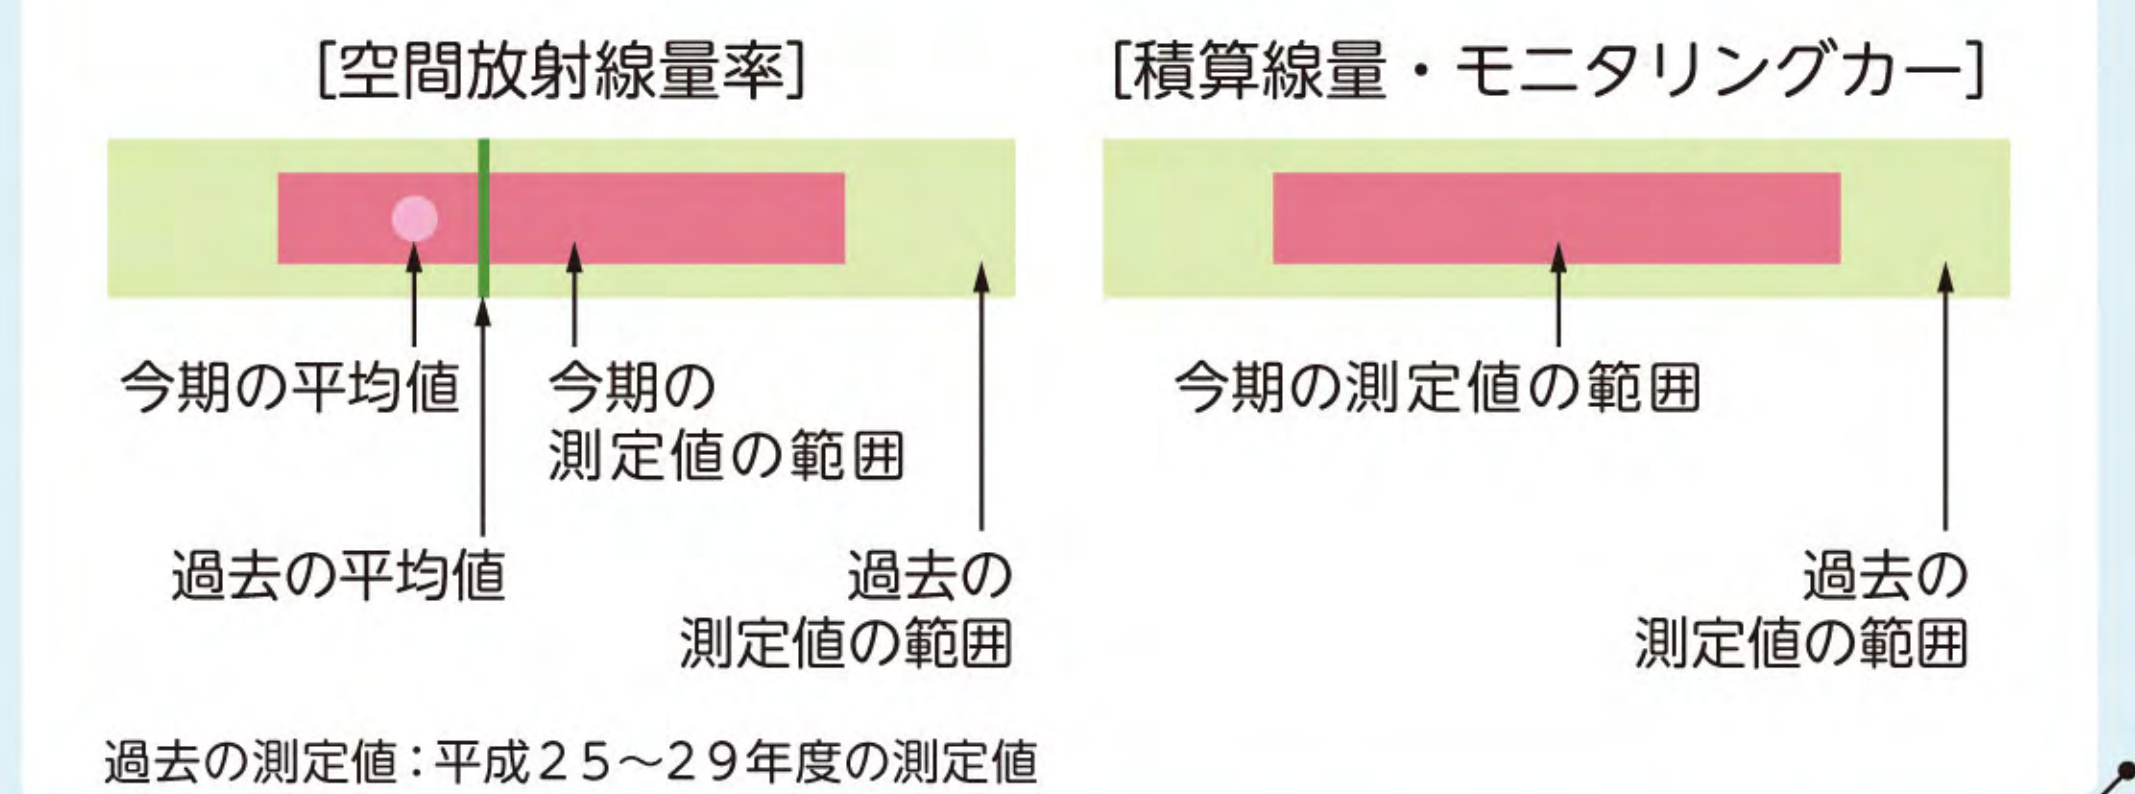 [空間放射線量率]
今期の平均値
今期の
測定値の範囲
過去の平均値
過去の
測定値の範囲
[積算線量・モニタリングカー]
今期の測定値の範囲
過去の
測定値の範囲
過去の測定値：平成２５～２９年度の測定値